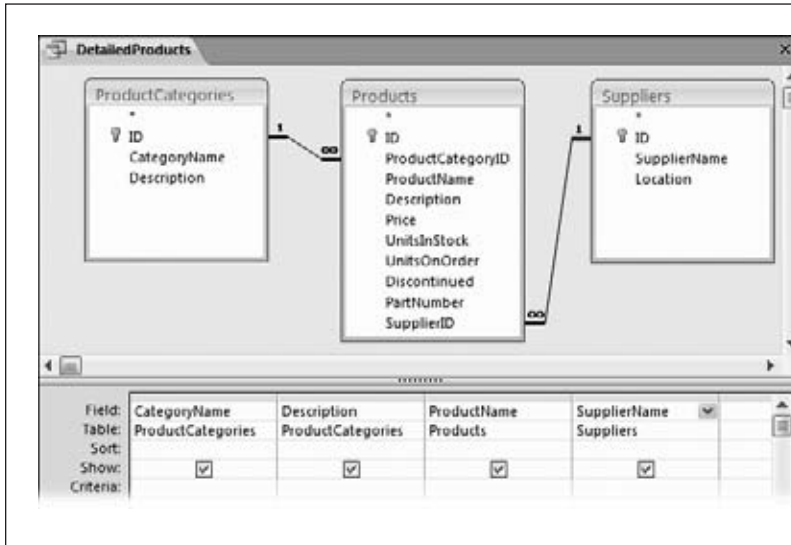 DetailedProducts
ProductCategories
*
ID
CategoryName
Description
1
∞
Products
*
ID
ProductCategoryID
ProductName
Description
Price
UnitsInStock
UnitsOnOrder
Discontinued
PartNumber
SupplierID
1
∞
Suppliers
*
ID
SupplierName
Location
Field: CategoryName Description ProductName SupplierName
Table: ProductCategories ProductCategories Products Suppliers
Sort:
Show:
Criteria: